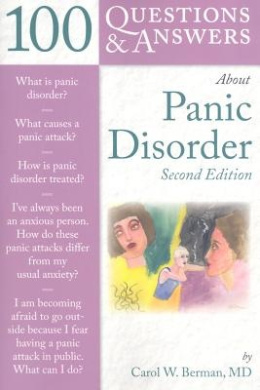 100 QUESTIONS
& ANSWERS
About
Panic
Disorder
Second Edition
What is panic
disorder?
What causes a
panic attack?
How is panic
disorder treated?
I've always been
an anxious person.
How do these
panic attacks differ
from my
usual anxiety?
I am becoming
afraid to go out-
side because I fear
having a panic
attack in public.
What can I do?
by
Carol W. Berman, MD